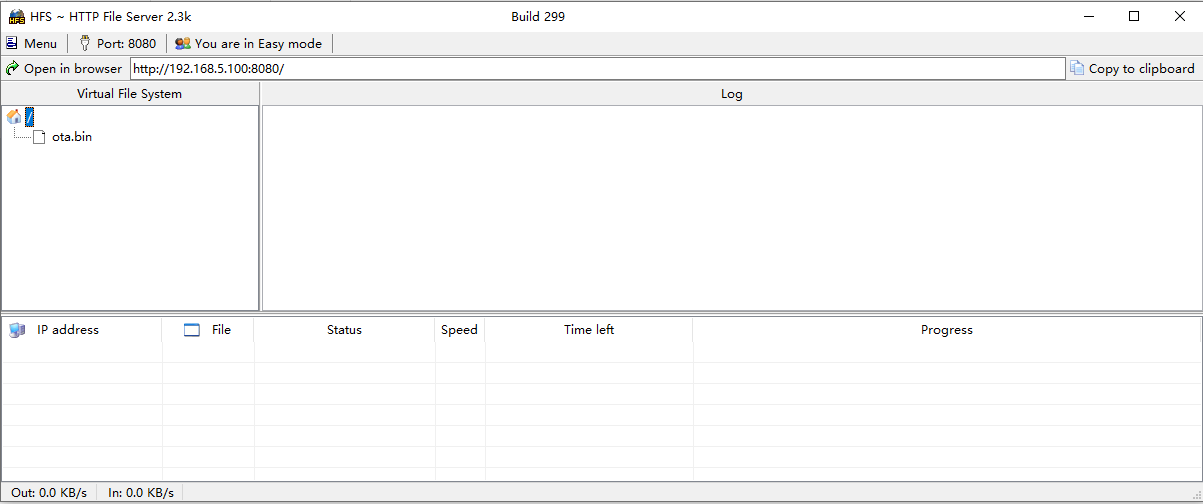 HFS ~ HTTP File Server 2.3k Build 299
Menu Port: 8080 You are in Easy mode
Open in browser http://192.168.5.100:8080/ Copy to clipboard
Virtual File System Log
/
ota.bin
IP address File Status Speed Time left Progress
Out: 0.0 KB/s In: 0.0 KB/s